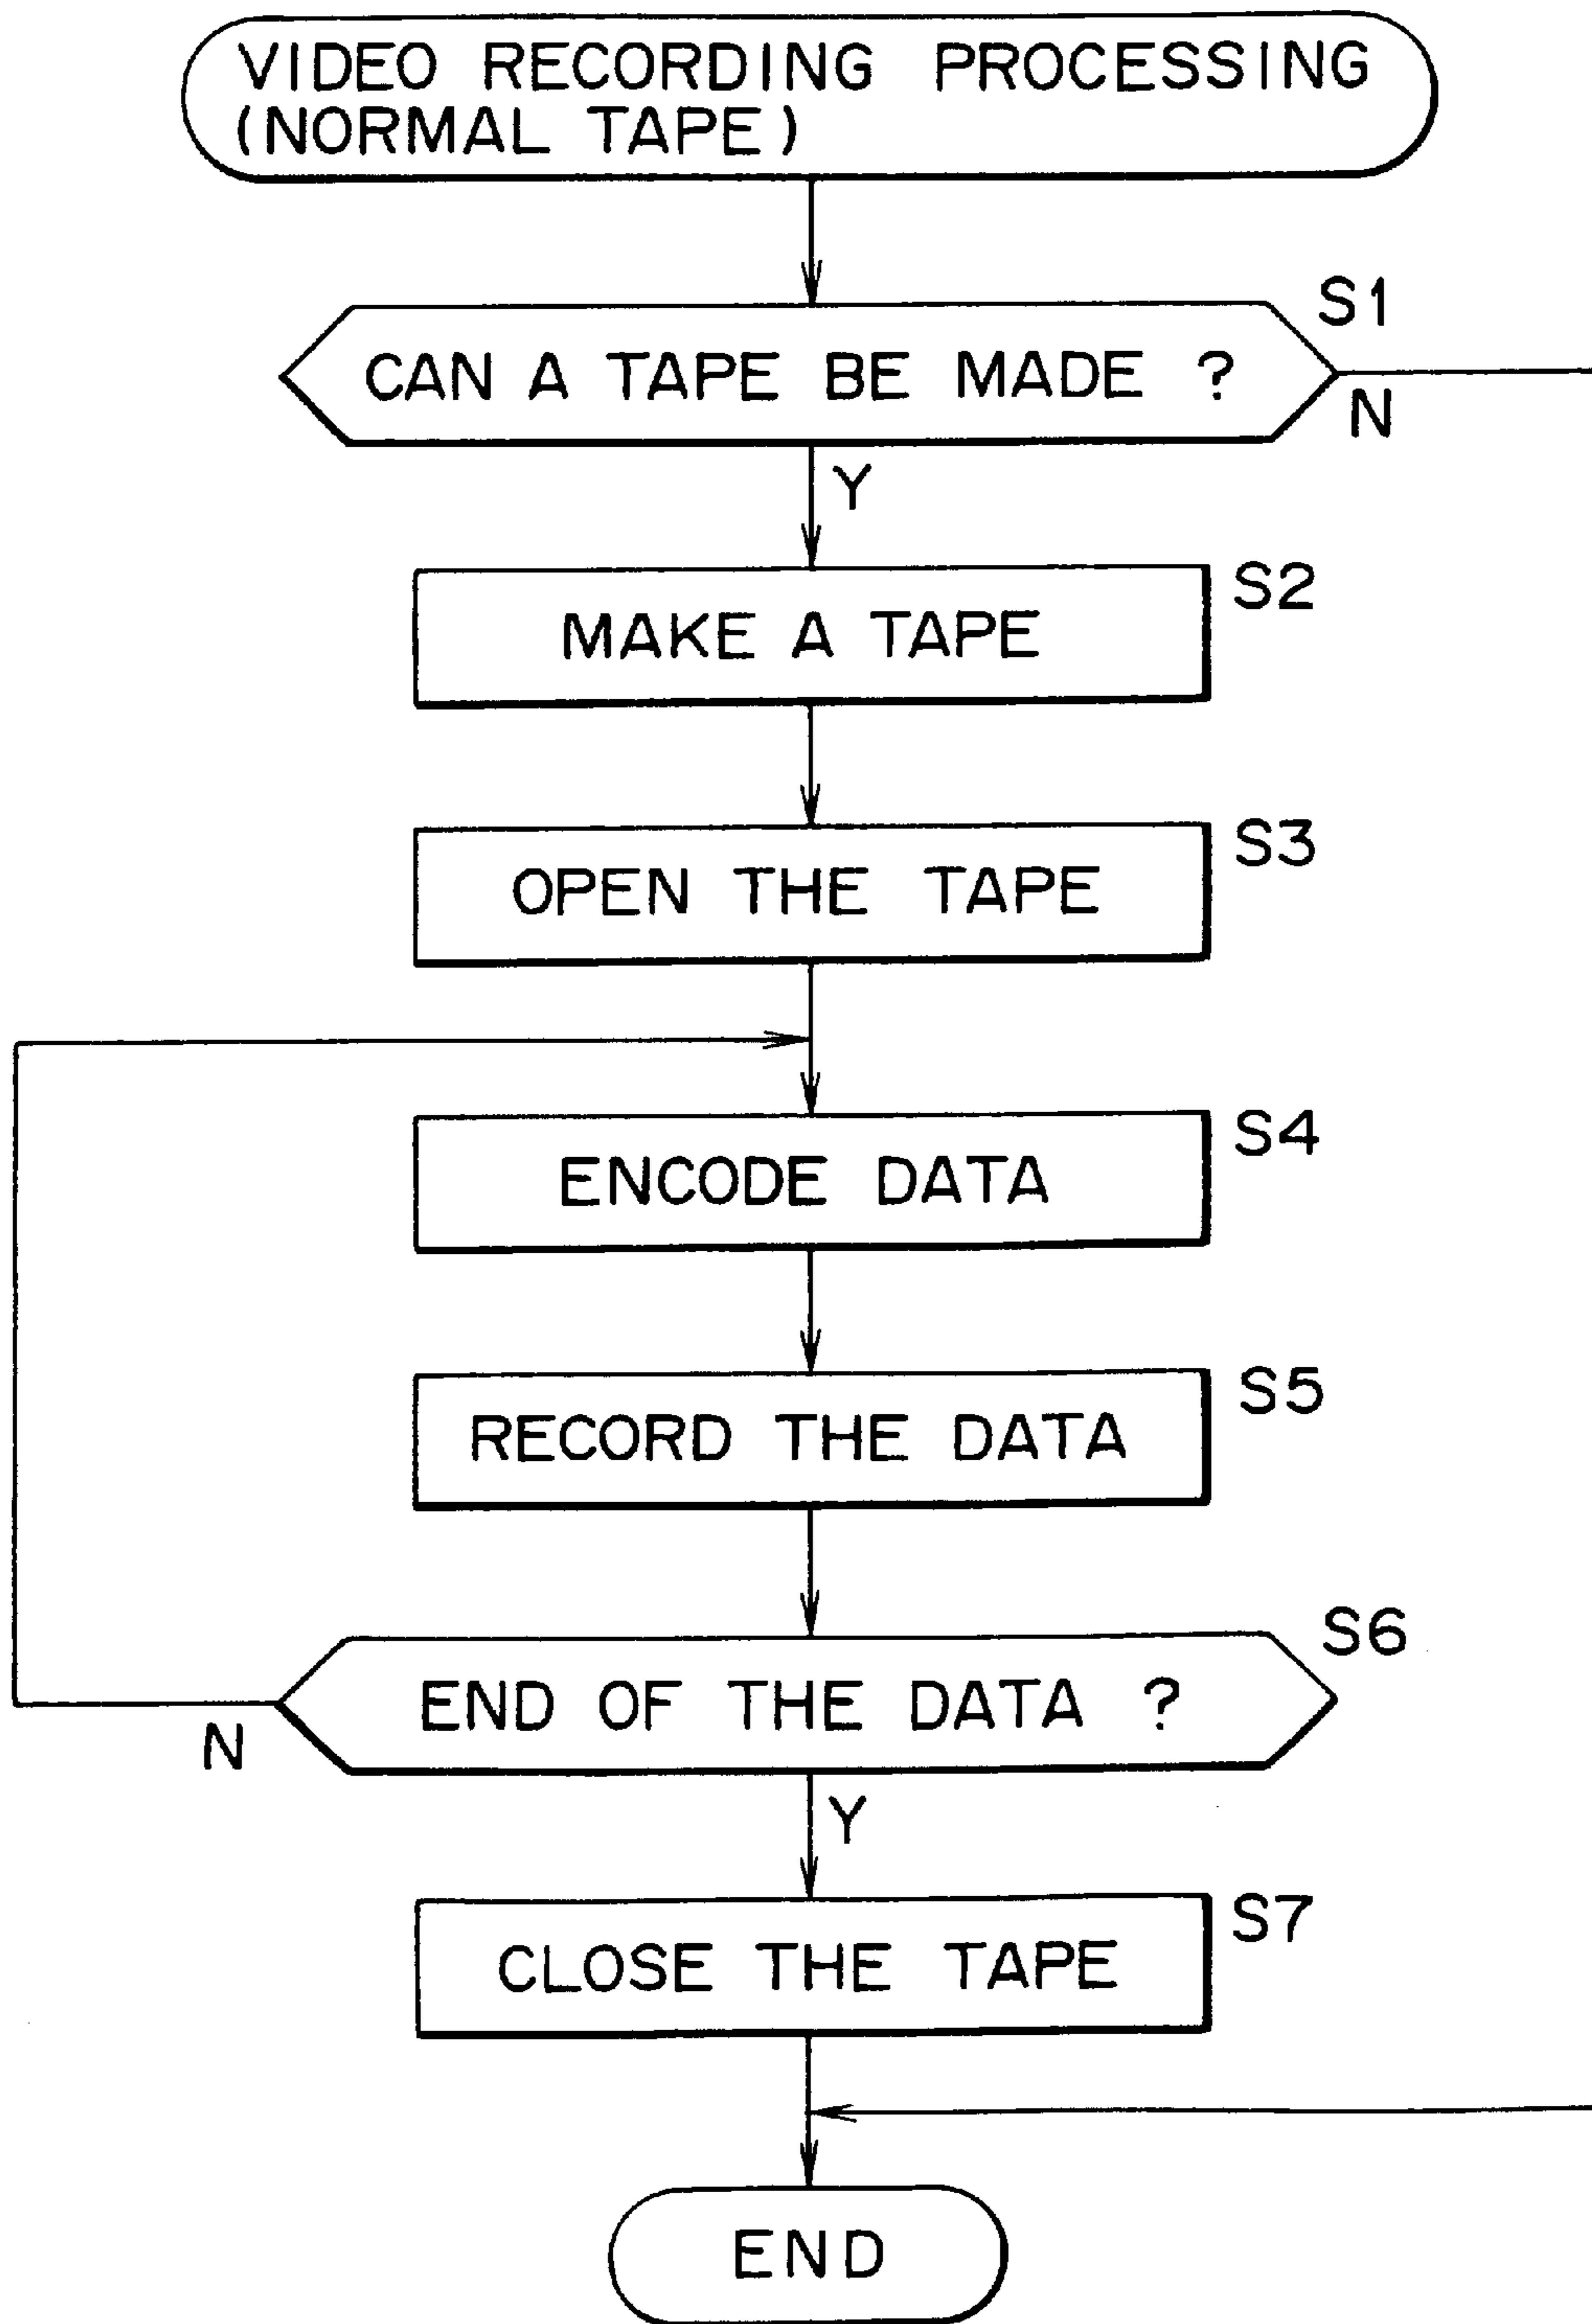 VIDEO RECORDING PROCESSING
(NORMAL TAPE)
S1
CAN A TAPE BE MADE ?
N
Y
S2
MAKE A TAPE
S3
OPEN THE TAPE
S4
ENCODE DATA
S5
RECORD THE DATA
S6
END OF THE DATA ?
N
Y
S7
CLOSE THE TAPE
END